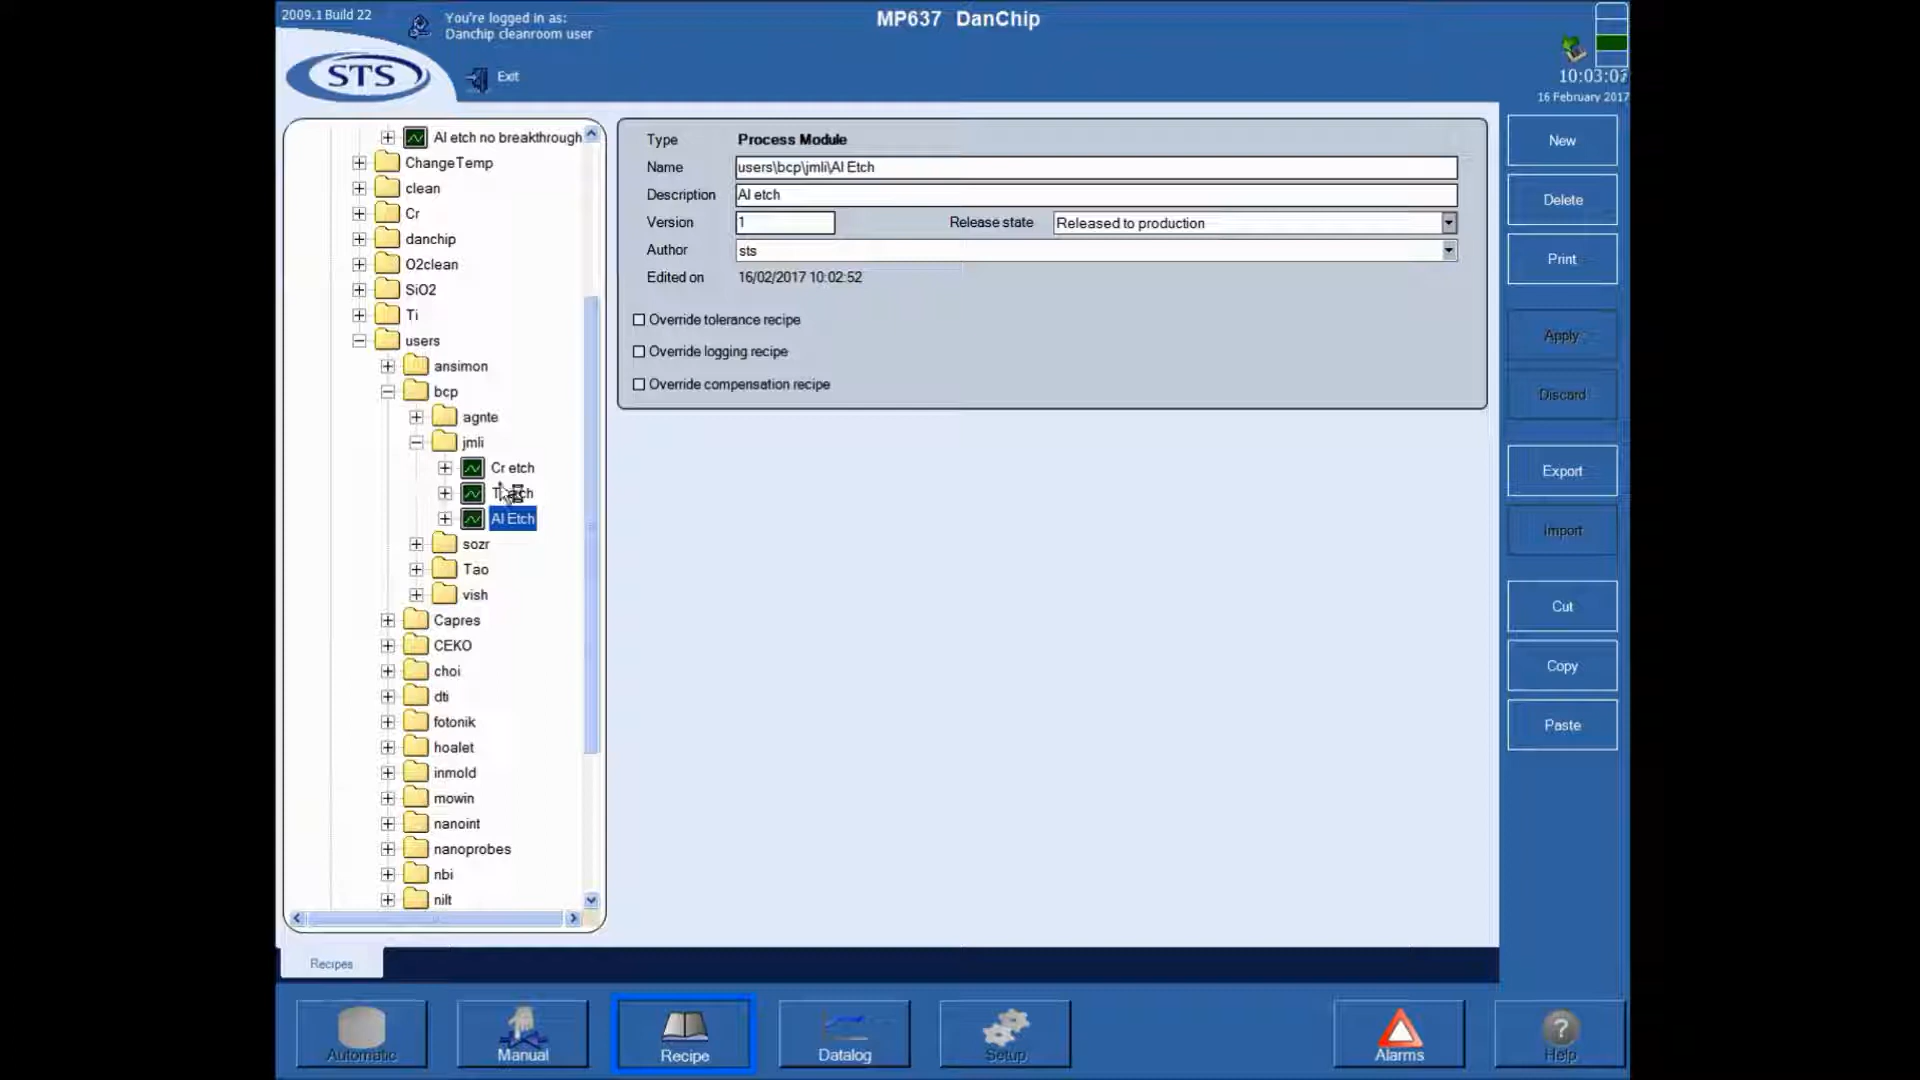 2009.1 Build 22
You're logged in as:
Danchip cleanroom user
MP637 DanChip
STS
Exit
10:03:07
16 February 2017
Al etch no breakthrough
ChangeTemp
clean
Cr
danchip
O2clean
SiO2
Ti
users
ansimon
bcp
agnte
jmli
Cr etch
Al Etch
sozr
Tao
vish
Capres
CEKO
choi
dti
fotonik
hoalet
inmold
mowin
nanoint
nanoprobes
nbi
nilt
Type Process Module
Name users\bcp\jmli\Al Etch
Description Al etch
Version 1 Release state Released to production
Author sts
Edited on 16/02/2017 10:02:52
Override tolerance recipe
Override logging recipe
Override compensation recipe
New
Delete
Print
Apply
Discard
Export
Import
Cut
Copy
Paste
Recipes
Automatic
Manual
Recipe
Datalog
Setup
Alarms
Help